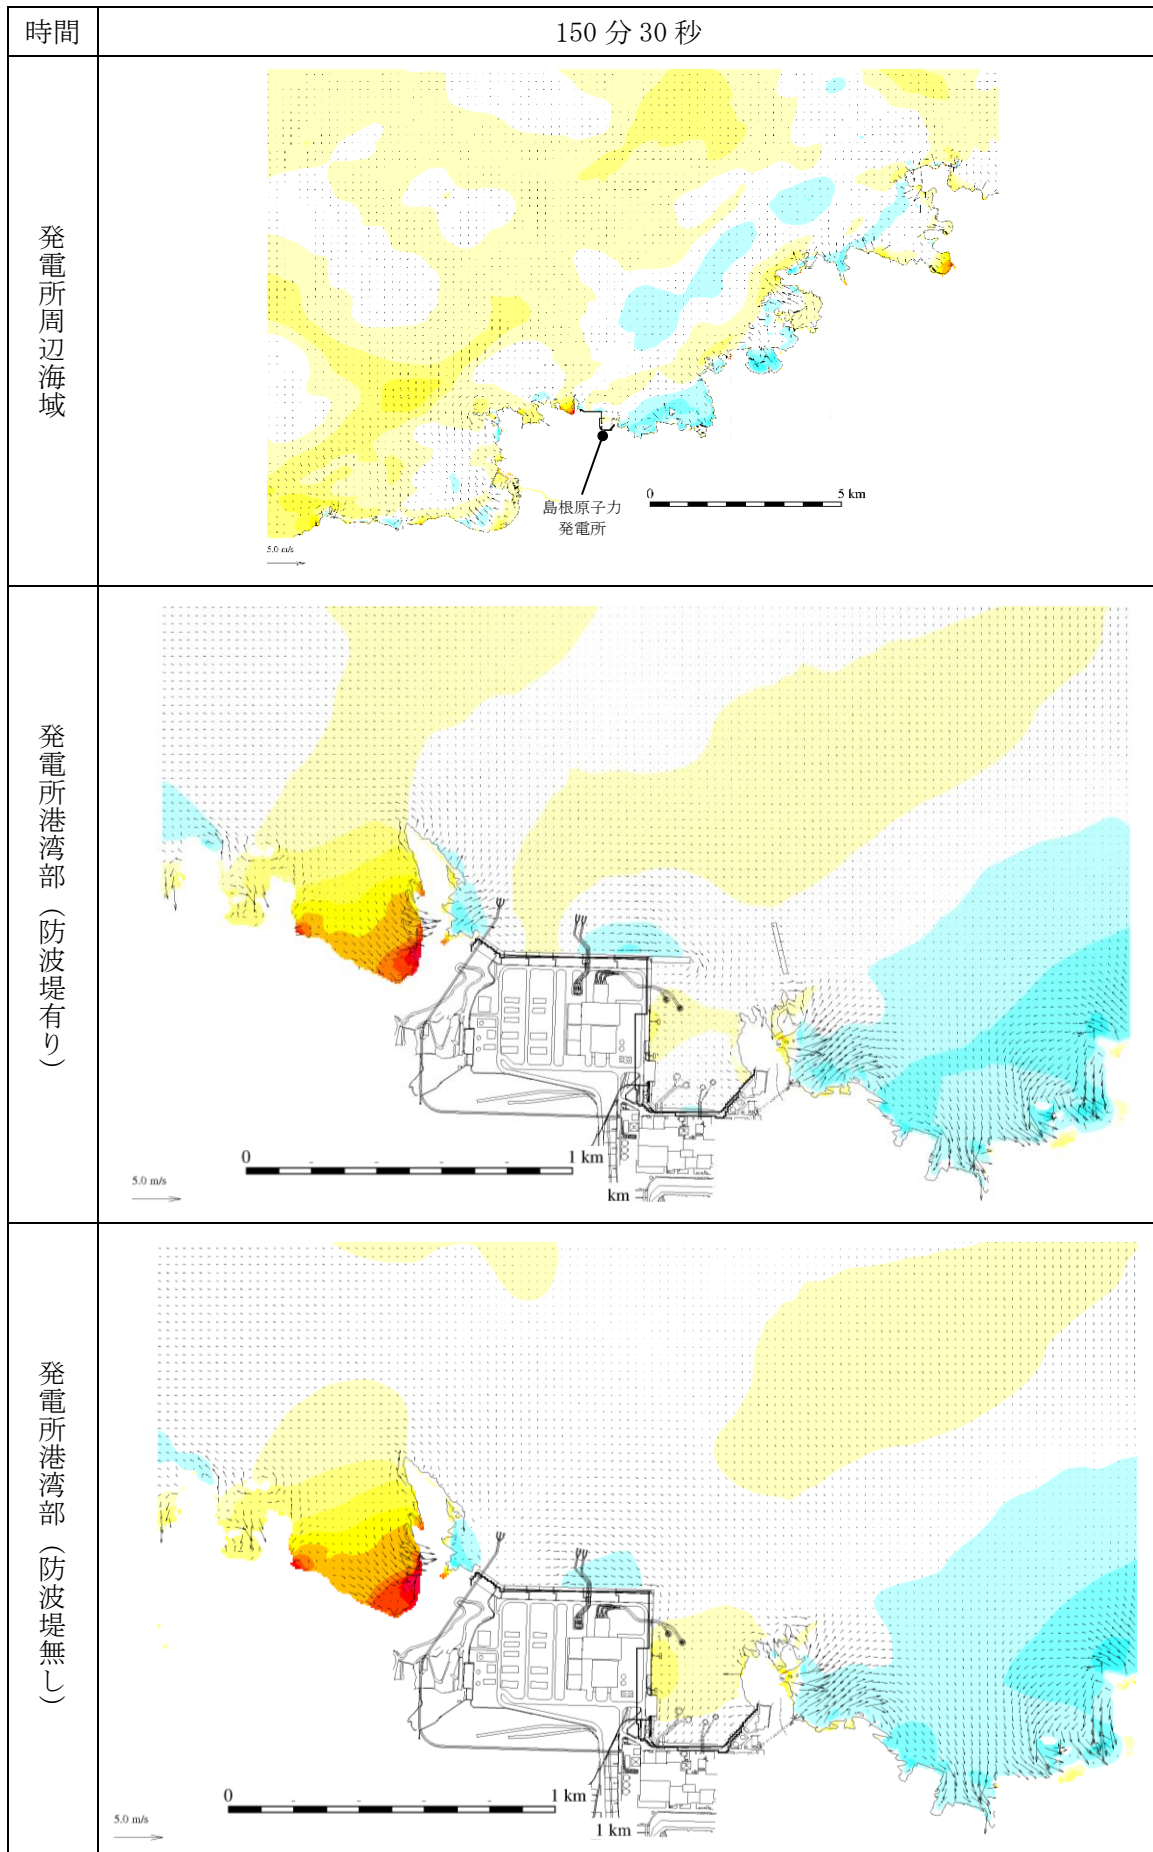 時間
150 分 30 秒
発電所周辺海域
島根原子力
発電所
0
5 km
5.0 m/s
発電所港湾部（防波堤有り）
0
1 km
5.0 m/s
km
発電所港湾部（防波堤無し）
0
1 km
5.0 m/s
1 km